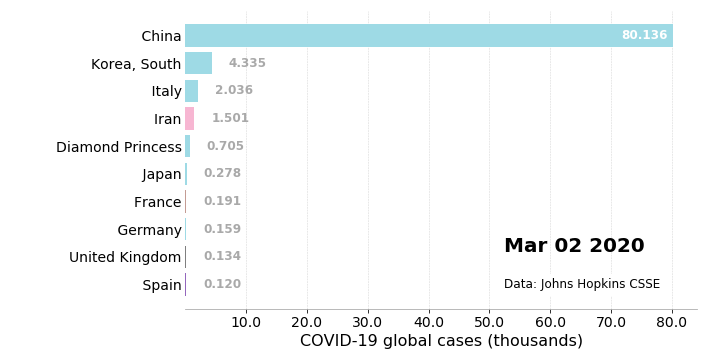 China 80.136
Korea, South 4.335
Italy 2.036
Iran 1.501
Diamond Princess 0.705
Japan 0.278
France 0.191
Germany 0.159
United Kingdom 0.134
Spain 0.120
Mar 02 2020
Data: Johns Hopkins CSSE
10.0 20.0 30.0 40.0 50.0 60.0 70.0 80.0
COVID-19 global cases (thousands)